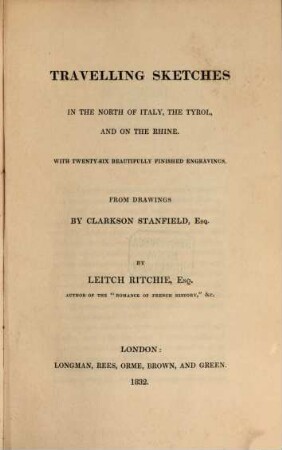 TRAVELLING SKETCHES
IN THE NORTH OF ITALY, THE TYROL,
AND ON THE RHINE.
WITH TWENTY-SIX BEAUTIFULLY FINISHED ENGRAVINGS,
FROM DRAWINGS
BY CLARKSON STANFIELD, Esq.
BY
LEITCH RITCHIE, Esq.
AUTHOR OF THE "ROMANCE OF FRENCH HISTORY," &c.
LONDON:
LONGMAN, REES, ORME, BROWN, AND GREEN.
1832.